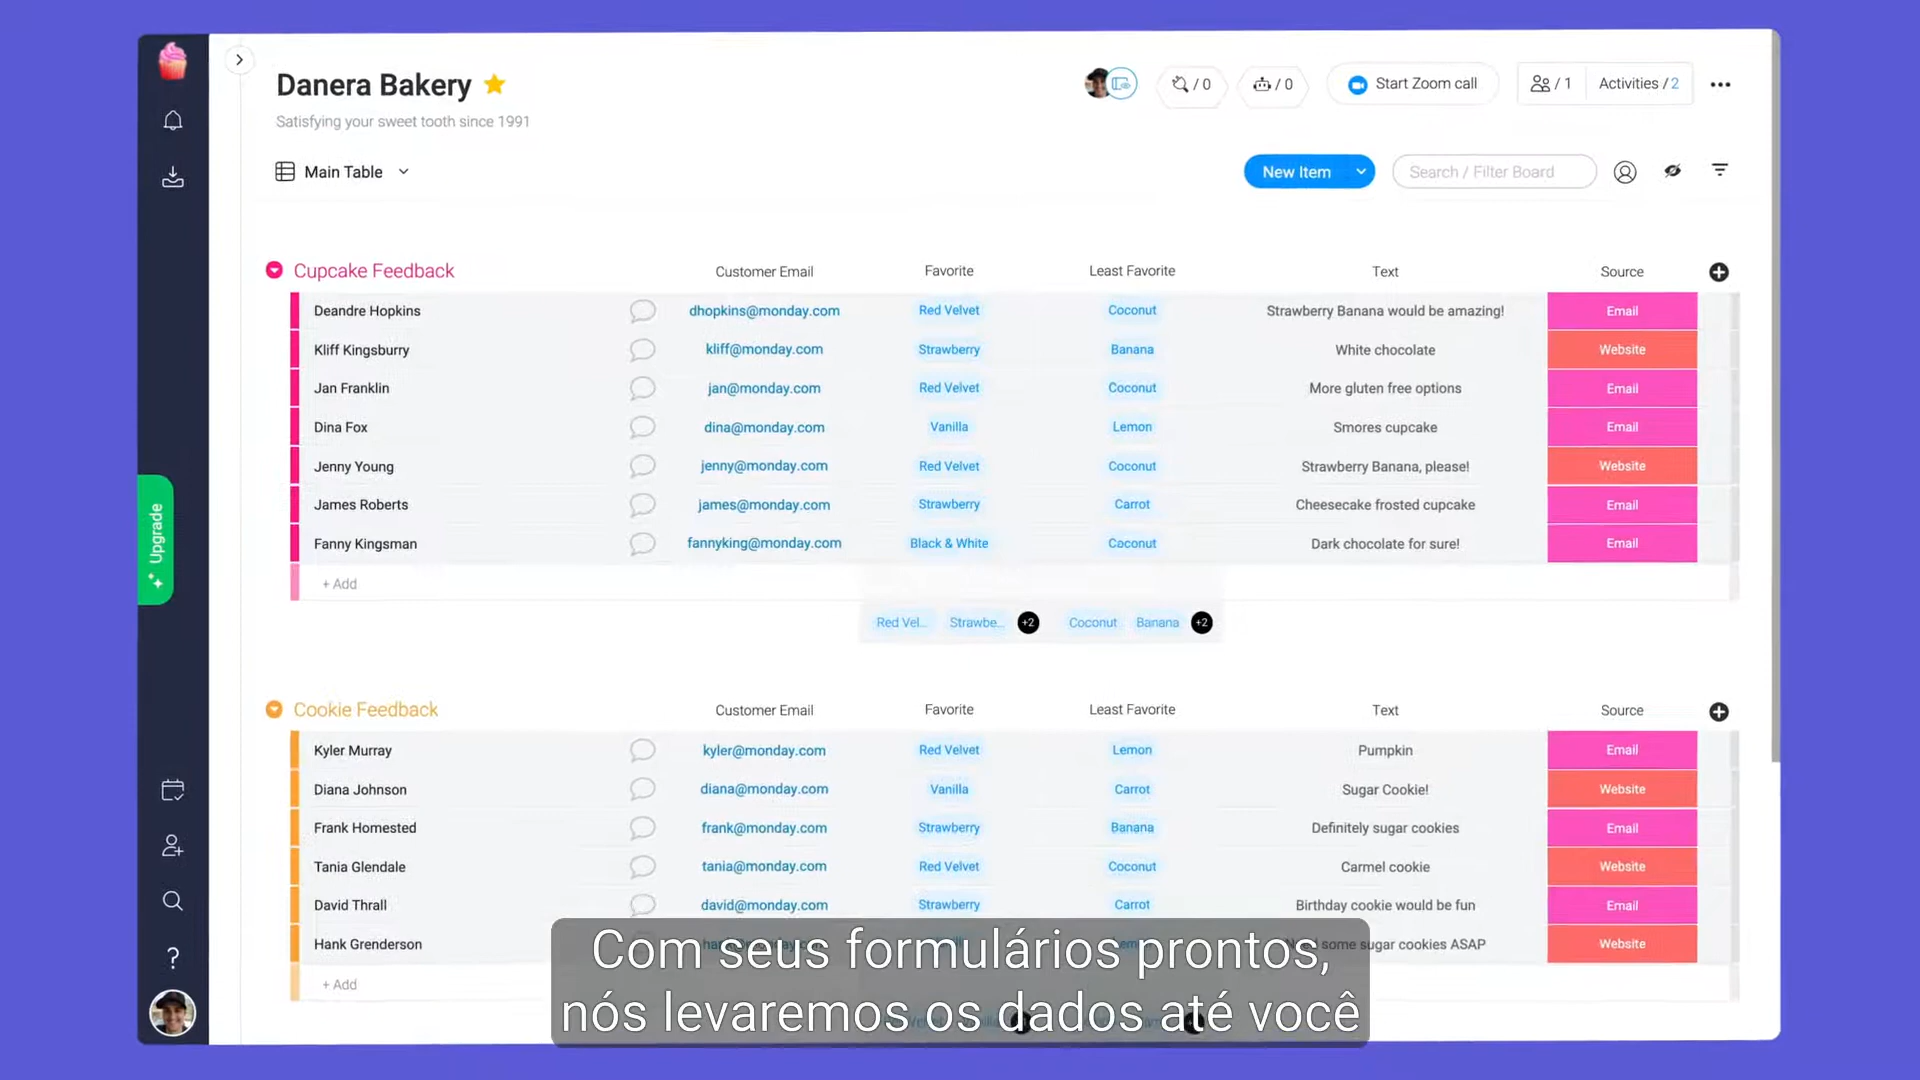 Danera Bakery
Satisfying your sweet tooth since 1991
/ 0
/ 0
Start Zoom call
/ 1
Activities / 2
Main Table
New Item
Search / Filter Board
Cupcake Feedback Customer Email Favorite Least Favorite Text Source
Deandre Hopkins dhopkins@monday.com Red Velvet Coconut Strawberry Banana would be amazing! Email
Kliff Kingsburry kliff@monday.com Strawberry Banana White chocolate Website
Jan Franklin jan@monday.com Red Velvet Coconut More gluten free options Email
Dina Fox dina@monday.com Vanilla Lemon Smores cupcake Email
Jenny Young jenny@monday.com Red Velvet Coconut Strawberry Banana, please! Website
James Roberts james@monday.com Strawberry Carrot Cheesecake frosted cupcake Email
Fanny Kingsman fannyking@monday.com Black & White Coconut Dark chocolate for sure! Email
+ Add
Red Vel... Strawbe... +2 Coconut Banana +2
Upgrade
Cookie Feedback Customer Email Favorite Least Favorite Text Source
Kyler Murray kyler@monday.com Red Velvet Lemon Pumpkin Email
Diana Johnson diana@monday.com Vanilla Carrot Sugar Cookie! Website
Frank Homested frank@monday.com Strawberry Banana Definitely sugar cookies Email
Tania Glendale tania@monday.com Red Velvet Coconut Carmel cookie Website
David Thrall david@monday.com Strawberry Carrot Birthday cookie would be fun Email
Hank Grenderson some sugar cookies ASAP Website
+ Add
Com seus formulários prontos,
nós levaremos os dados até você